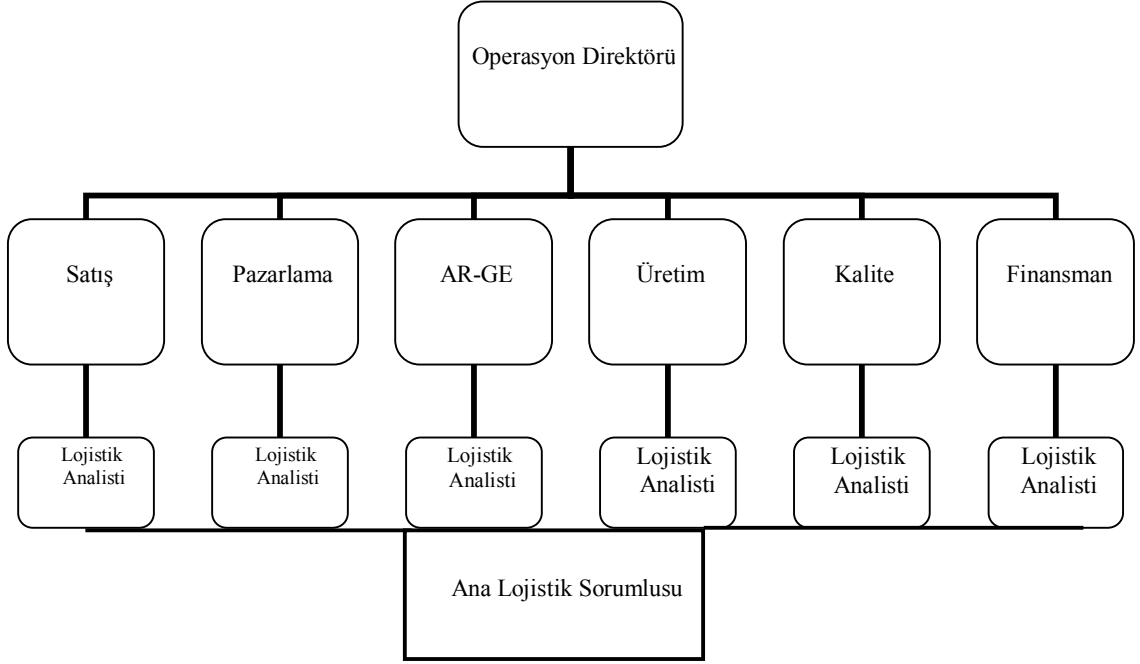 Operasyon Direktörü
Satış
Pazarlama
AR-GE
Üretim
Kalite
Finansman
Lojistik
Analisti
Lojistik
Analisti
Lojistik
Analisti
Lojistik
Analisti
Lojistik
Analisti
Lojistik
Analisti
Ana Lojistik Sorumlusu